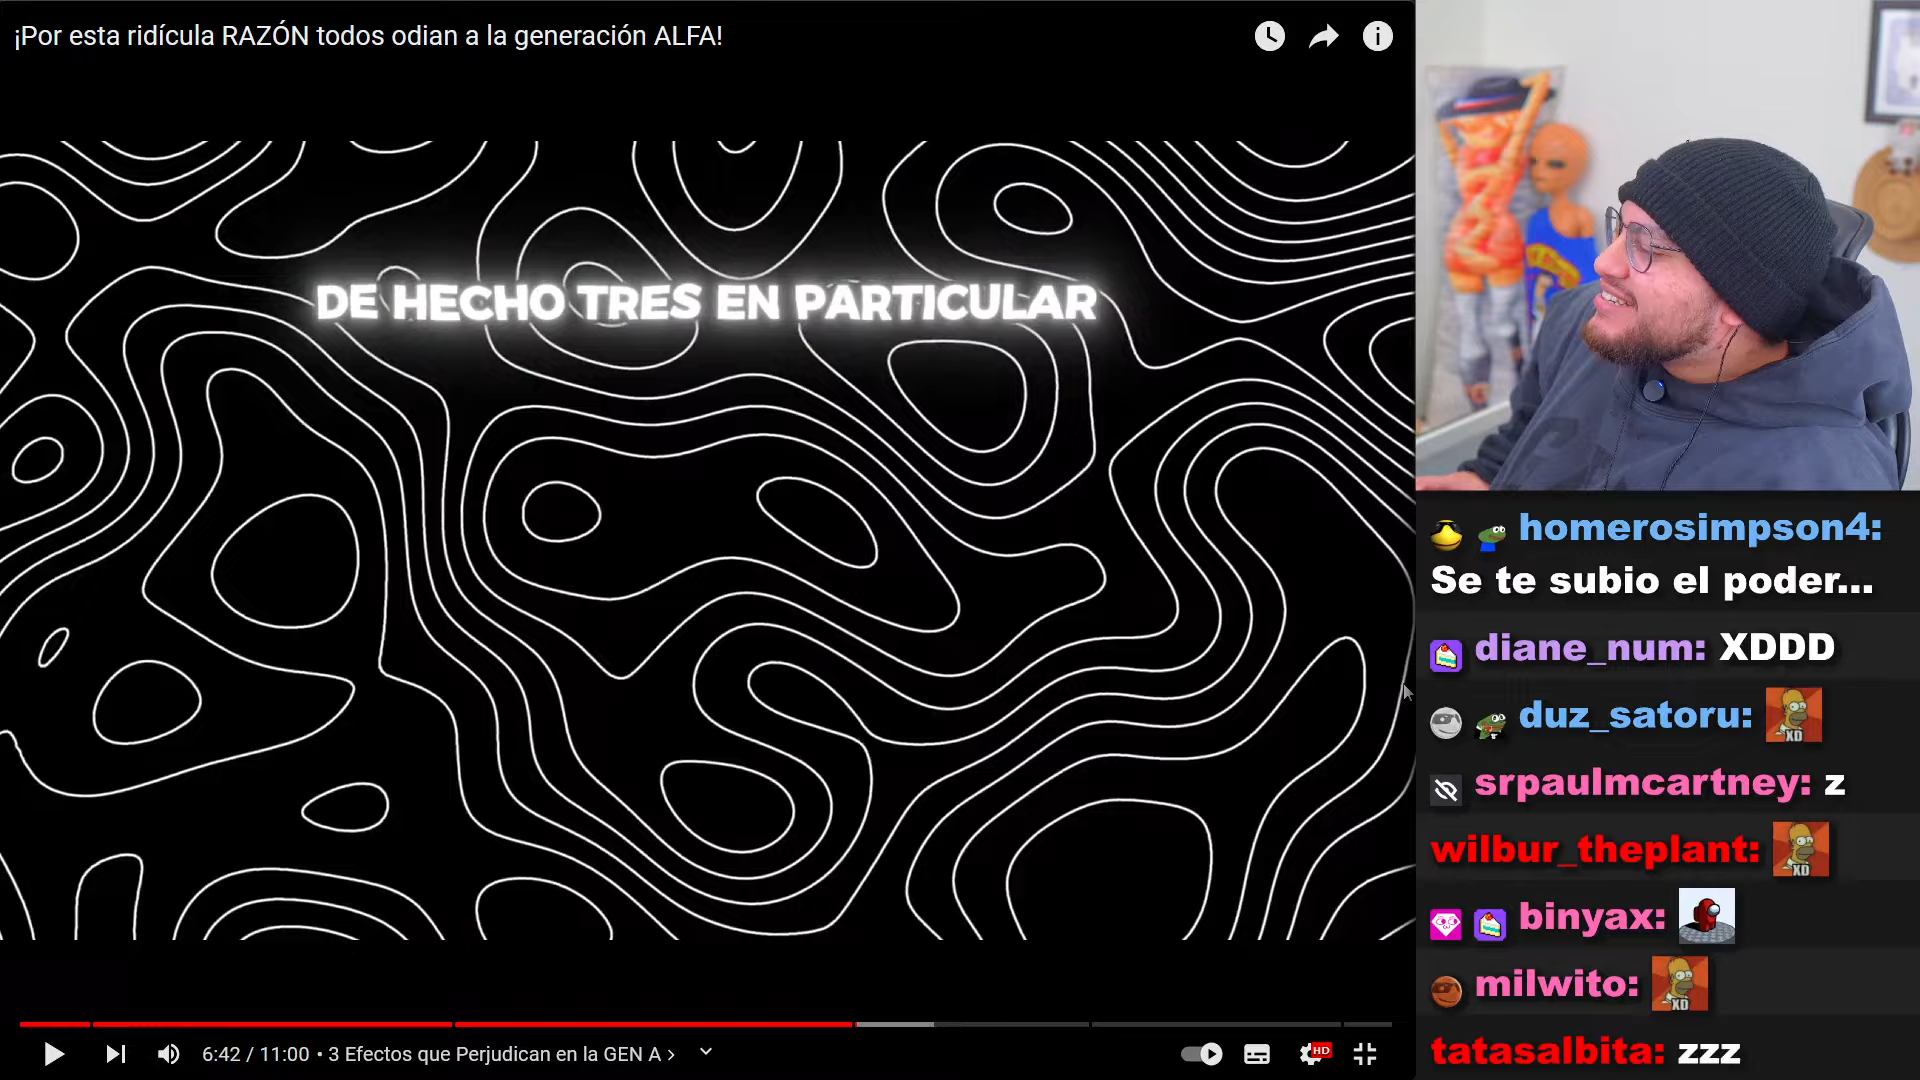 ¡Por esta ridícula RAZÓN todos odian a la generación ALFA!
DE HECHO TRES EN PARTICULAR
6:42 / 11:00 • 3 Efectos que Perjudican en la GEN A ›
HD
homerosimpson4:
Se te subio el poder...
diane_num: XDDD
duz_satoru: XD
srpaulmcartney: z
wilbur_theplant: XD
binyax:
milwito: XD
tatasalbita: zzz